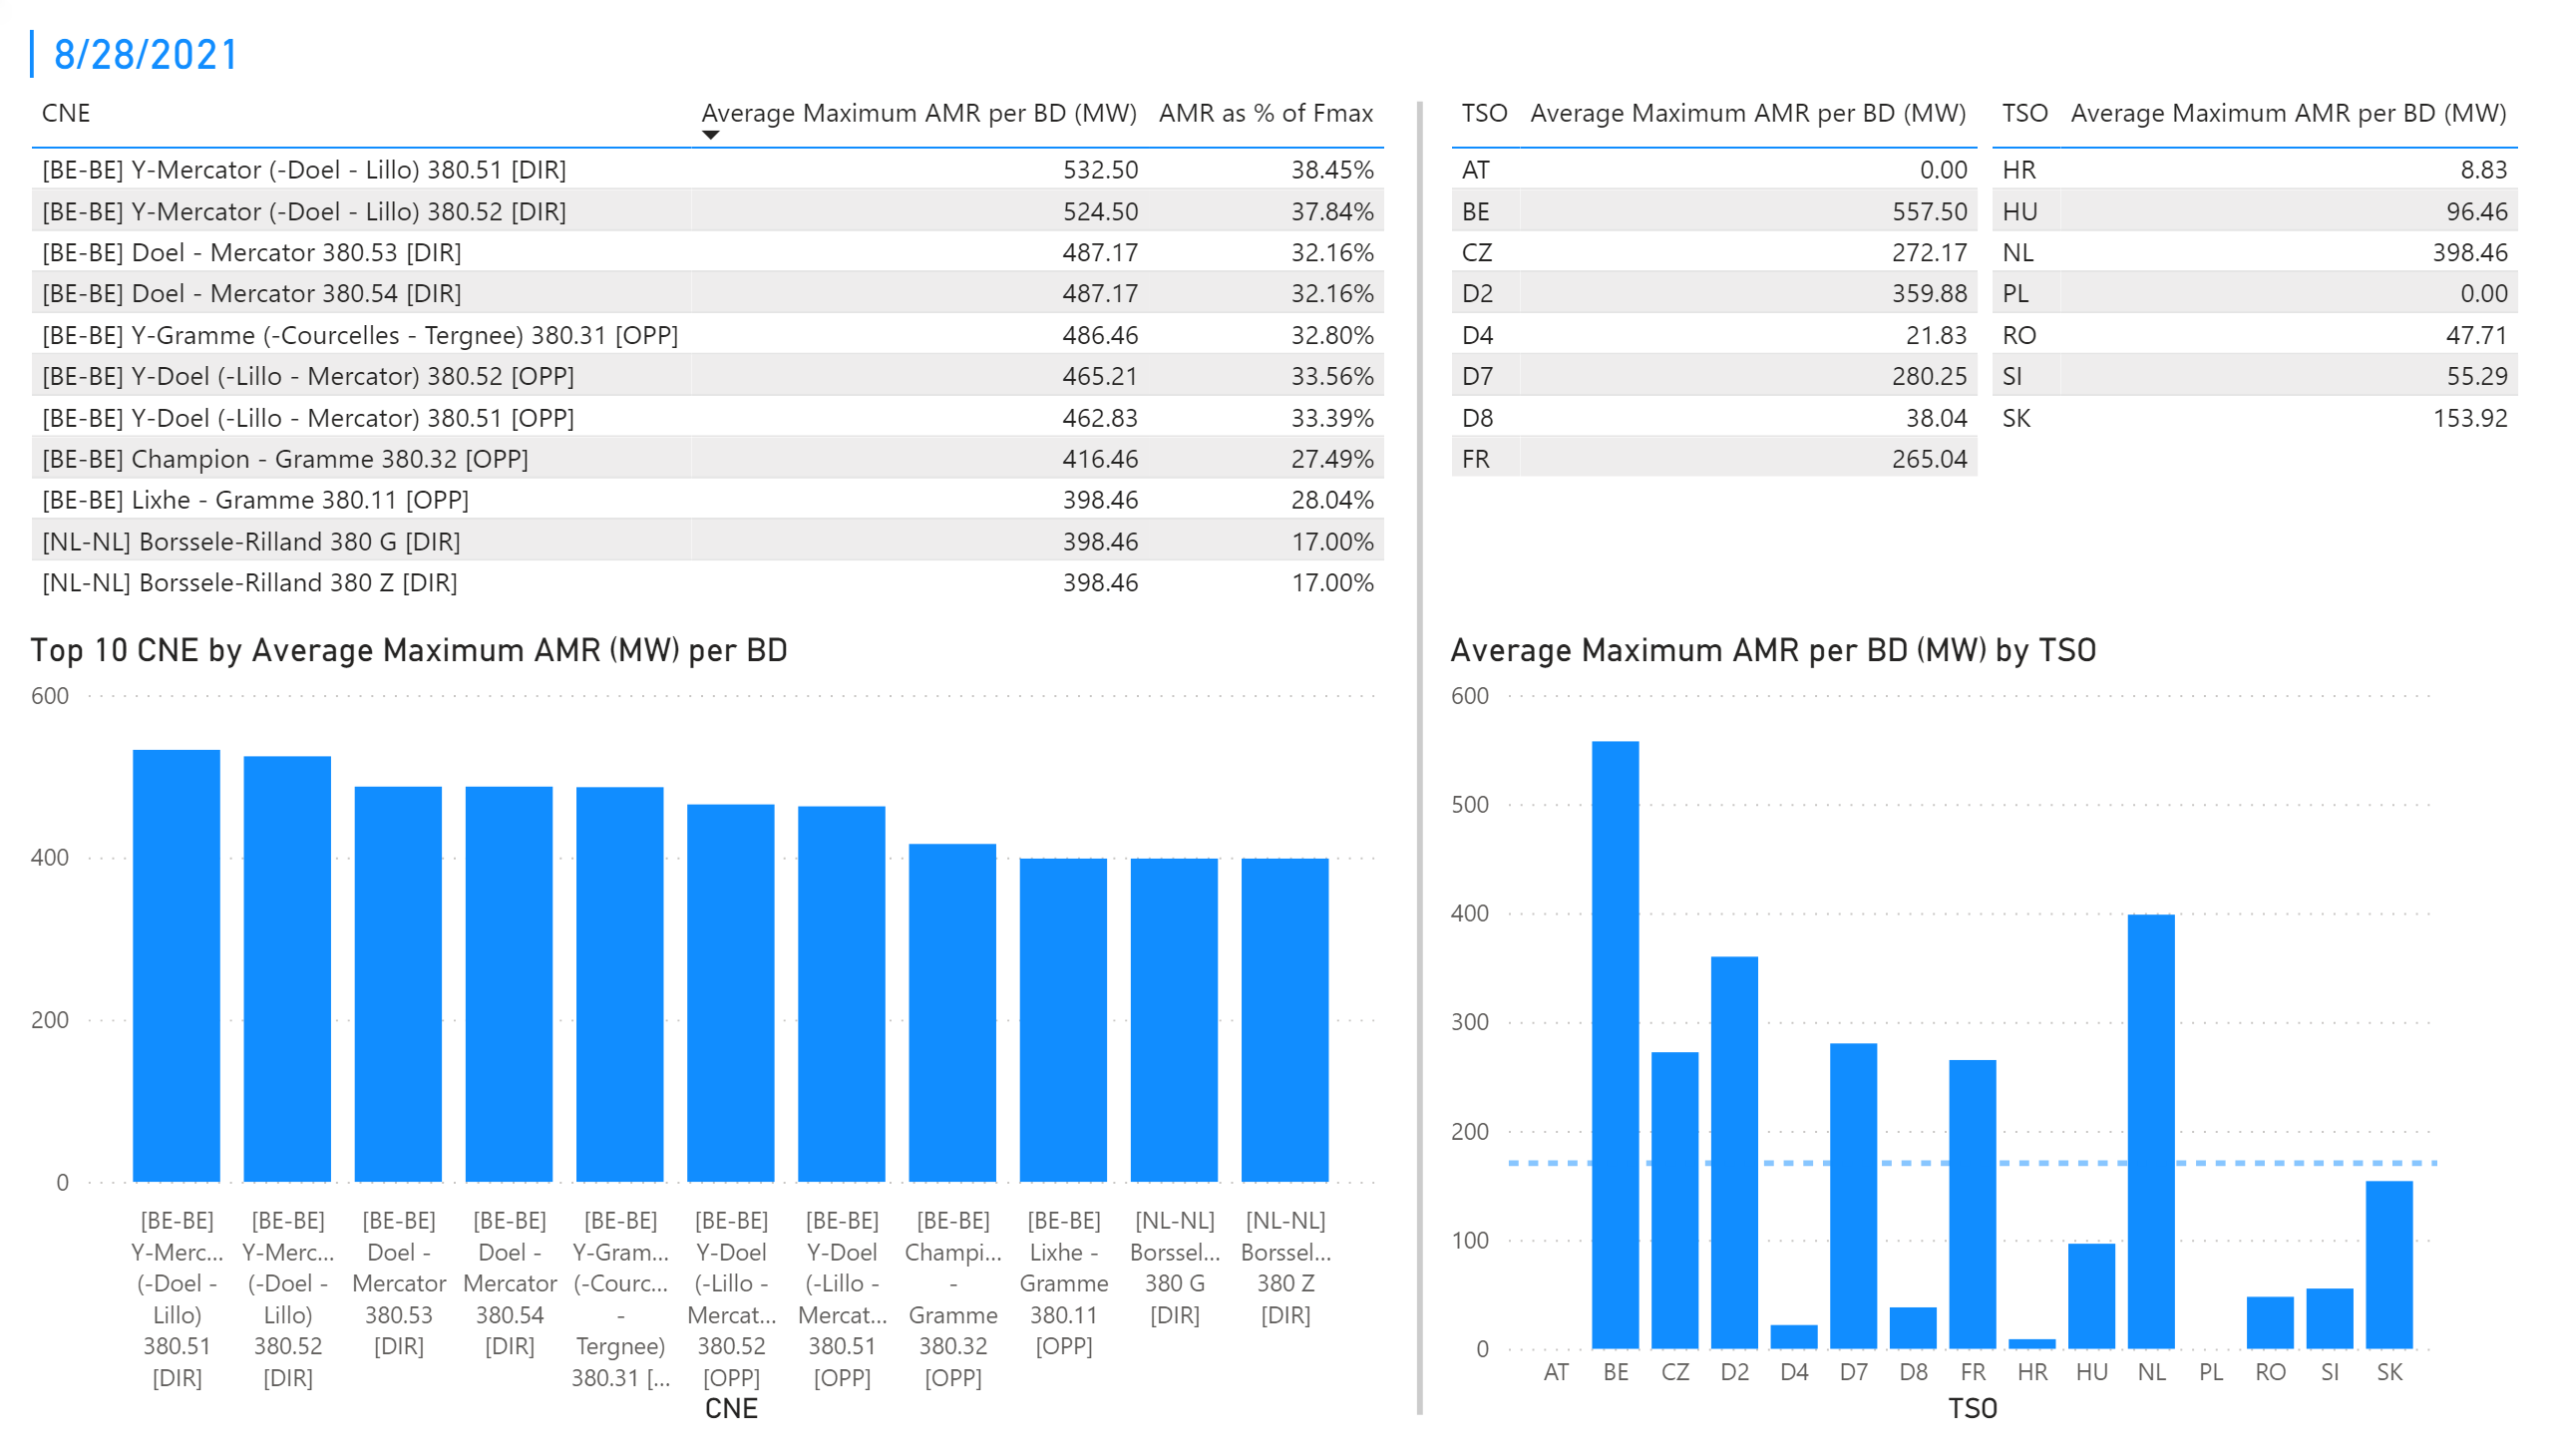 8/28/2021
CNE Average Maximum AMR per BD (MW) AMR as % of Fmax
[BE-BE] Y-Mercator (-Doel - Lillo) 380.51 [DIR] 532.50 38.45%
[BE-BE] Y-Mercator (-Doel - Lillo) 380.52 [DIR] 524.50 37.84%
[BE-BE] Doel - Mercator 380.53 [DIR] 487.17 32.16%
[BE-BE] Doel - Mercator 380.54 [DIR] 487.17 32.16%
[BE-BE] Y-Gramme (-Courcelles - Tergnee) 380.31 [OPP] 486.46 32.80%
[BE-BE] Y-Doel (-Lillo - Mercator) 380.52 [OPP] 465.21 33.56%
[BE-BE] Y-Doel (-Lillo - Mercator) 380.51 [OPP] 462.83 33.39%
[BE-BE] Champion - Gramme 380.32 [OPP] 416.46 27.49%
[BE-BE] Lixhe - Gramme 380.11 [OPP] 398.46 28.04%
[NL-NL] Borssele-Rilland 380 G [DIR] 398.46 17.00%
[NL-NL] Borssele-Rilland 380 Z [DIR] 398.46 17.00%
TSO Average Maximum AMR per BD (MW)
AT 0.00
BE 557.50
CZ 272.17
D2 359.88
D4 21.83
D7 280.25
D8 38.04
FR 265.04
TSO Average Maximum AMR per BD (MW)
HR 8.83
HU 96.46
NL 398.46
PL 0.00
RO 47.71
SI 55.29
SK 153.92
Top 10 CNE by Average Maximum AMR (MW) per BD
600
400
200
0
[BE-BE] [BE-BE] [BE-BE] [BE-BE] [BE-BE] [BE-BE] [BE-BE] [BE-BE] [BE-BE] [NL-NL] [NL-NL]
Y-Merc... Y-Merc... Doel - Doel - Y-Gram... Y-Doel Y-Doel Champi... Lixhe - Borssel... Borssel...
(-Doel - (-Doel - Mercator Mercator (-Courc... (-Lillo - (-Lillo - - Gramme 380 G 380 Z
Lillo) Lillo) 380.53 380.54 - Mercat... Mercat... Gramme 380.11 [DIR] [DIR]
380.51 380.52 [DIR] [DIR] Tergnee) 380.52 380.51 380.32 [OPP]
[DIR] [DIR] 380.31 [... [OPP] [OPP] [OPP]
CNE
Average Maximum AMR per BD (MW) by TSO
600
500
400
300
200
100
0
AT BE CZ D2 D4 D7 D8 FR HR HU NL PL RO SI SK
TSO